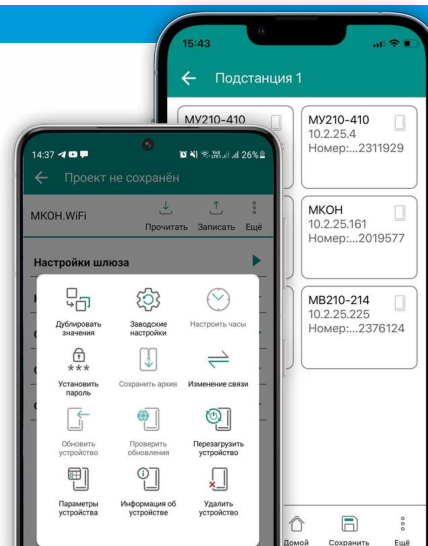 15:43
Подстанция 1
МУ210-410
МУ210-410
10.2.25.4
Номер:...2311929
МКОН
10.2.25.161
Номер:...2019577
МВ210-214
10.2.25.225
Номер:...2376124
Домой
Сохранить
Ещё
14:37
26%
Проект не сохранён
МКОН.WiFi
Прочитать
Записать
Ещё
Настройки шлюза
Дублировать
значения
Заводские
настройки
Настроить часы
Установить
пароль
Сохранить архив
Изменение связи
Обновить
устройство
Проверить
обновления
Перезагрузить
устройство
Параметры
устройства
Информация об
устройстве
Удалить
устройство